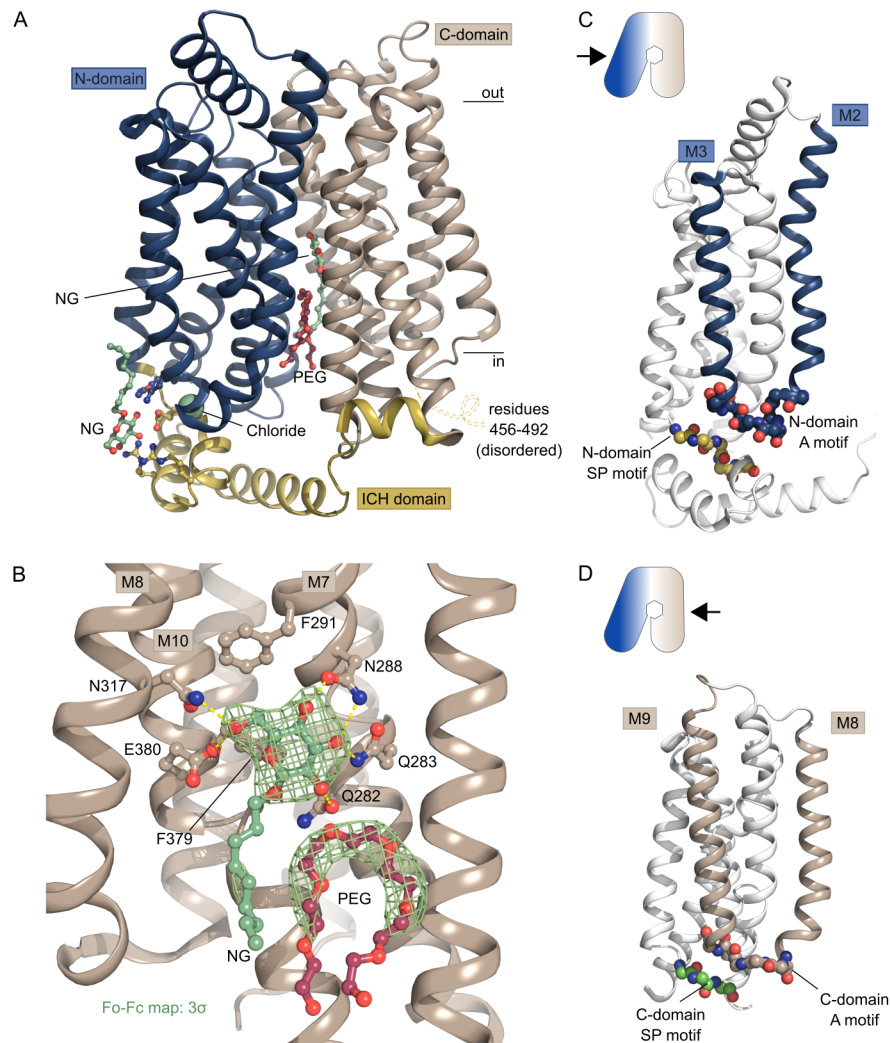 A
N-domain
C-domain
out
NG
in
PEG
NG
Chloride
residues
456-492
(disordered)
ICH domain
B
M8
M7
M10
F291
N317
N288
E380
Q283
Q282
F379
PEG
NG
Fo-Fc map: 3σ
C
M2
M3
N-domain
SP motif
N-domain
A motif
D
M9
M8
C-domain
SP motif
C-domain
A motif